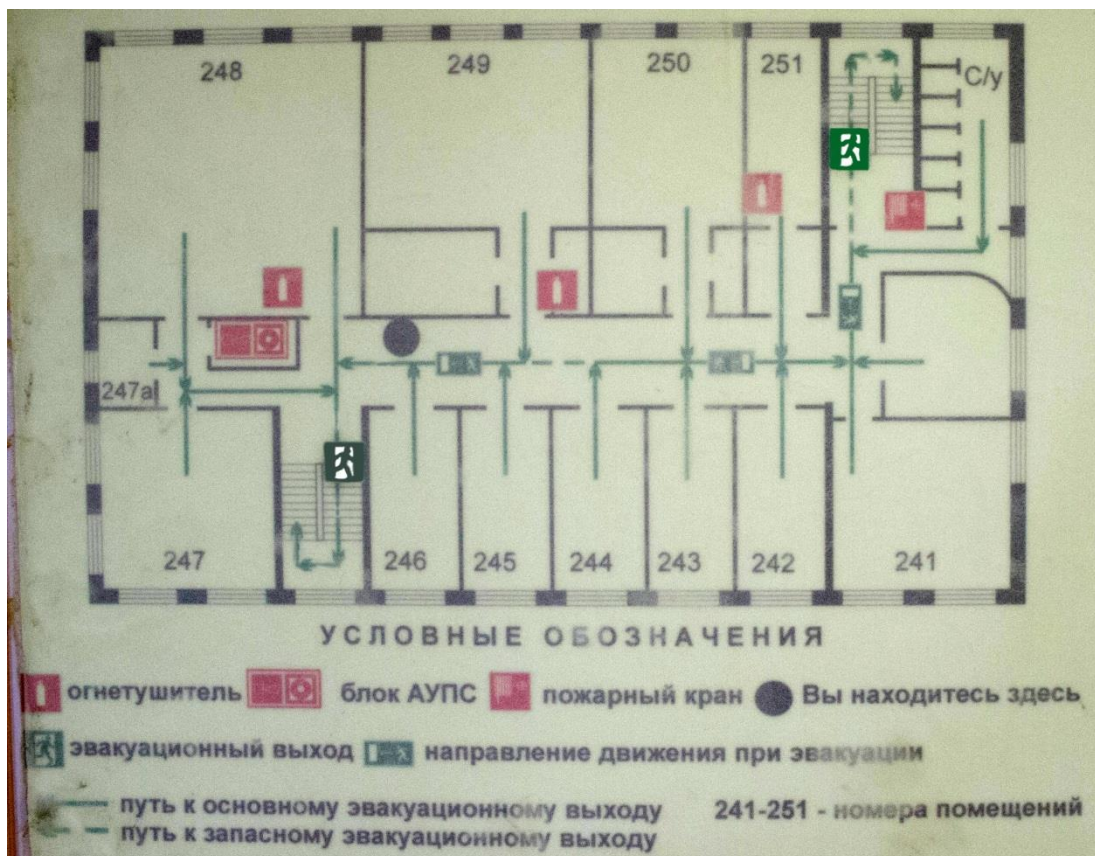 248 249 250 251 С/у
247а
247 246 245 244 243 242 241
УСЛОВНЫЕ ОБОЗНАЧЕНИЯ
огнетушитель блок АУПС пожарный кран Вы находитесь здесь
эвакуационный выход направление движения при эвакуации
путь к основному эвакуационному выходу 241-251 - номера помещений
путь к запасному эвакуационному выходу